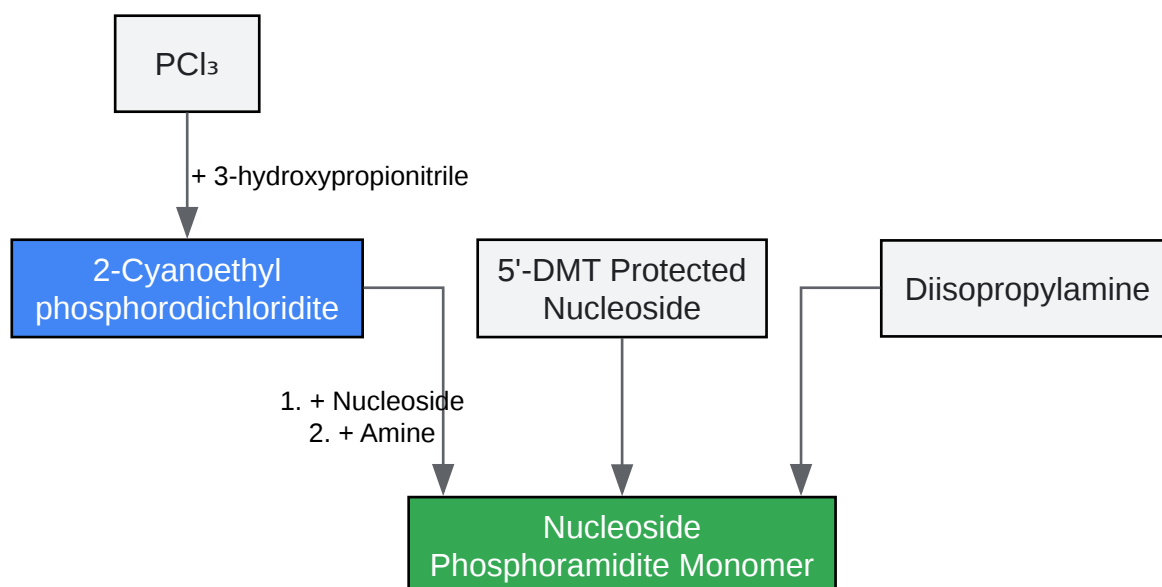 PCl₃
+ 3-hydroxypropionitrile
2-Cyanoethyl
phosphorodichloridite
5'-DMT Protected
Nucleoside
Diisopropylamine
1. + Nucleoside
2. + Amine
Nucleoside
Phosphoramidite Monomer